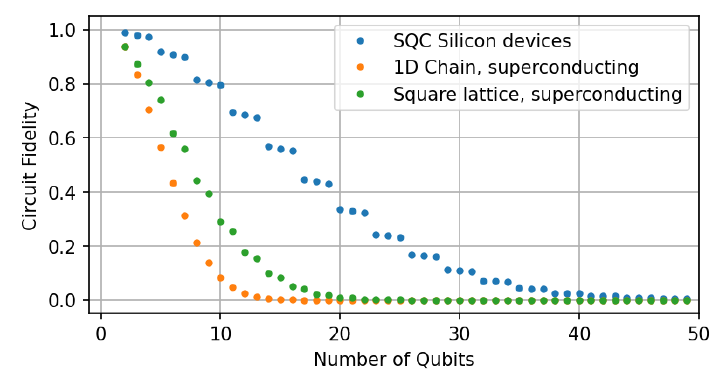 SQC Silicon devices
1D Chain, superconducting
Square lattice, superconducting
Circuit Fidelity
1.0
0.8
0.6
0.4
0.2
0.0
0 10 20 30 40 50
Number of Qubits